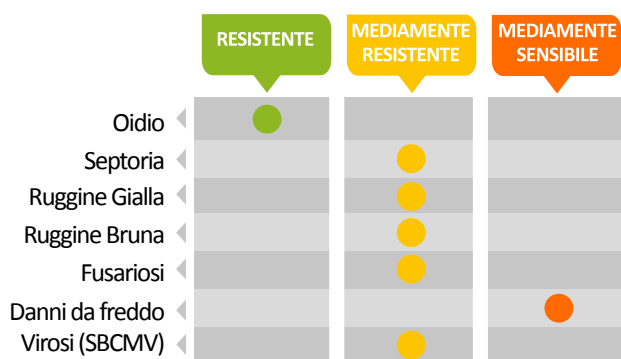 RESISTENTE
MEDIAMENTE
RESISTENTE
MEDIAMENTE
SENSIBILE
Oidio
Septoria
Ruggine Gialla
Ruggine Bruna
Fusariosi
Danni da freddo
Virosi (SBCMV)